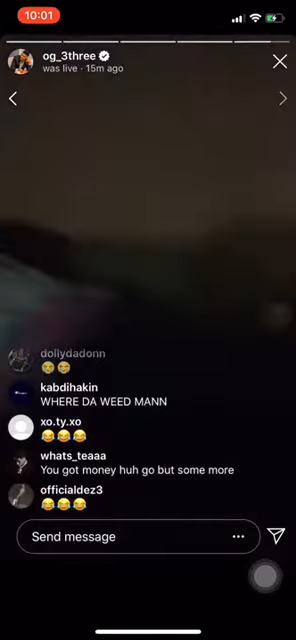 10:01
og_3three
was live · 15m ago
dollydadonn
😭😭
kabdihakin
WHERE DA WEED MANN
xo.ty.xo
😂😂😂
whats_teaaa
You got money huh go but some more
officialdez3
😂😂😂
Send message